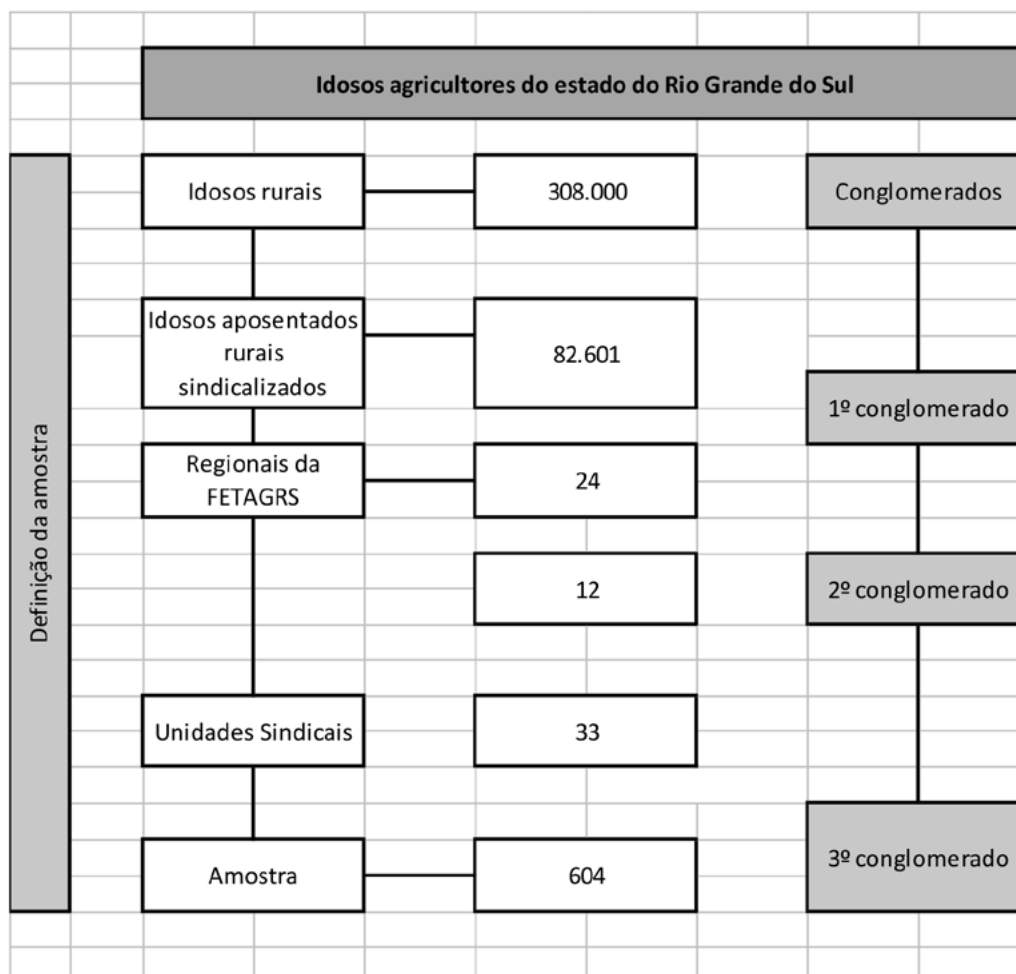 Idosos agricultores do estado do Rio Grande do Sul
Definição da amostra
Idosos rurais
308.000
Conglomerados
Idosos aposentados
rurais
sindicalizados
82.601
1º conglomerado
Regionais da
FETAGRS
24
12
2º conglomerado
Unidades Sindicais
33
Amostra
604
3º conglomerado